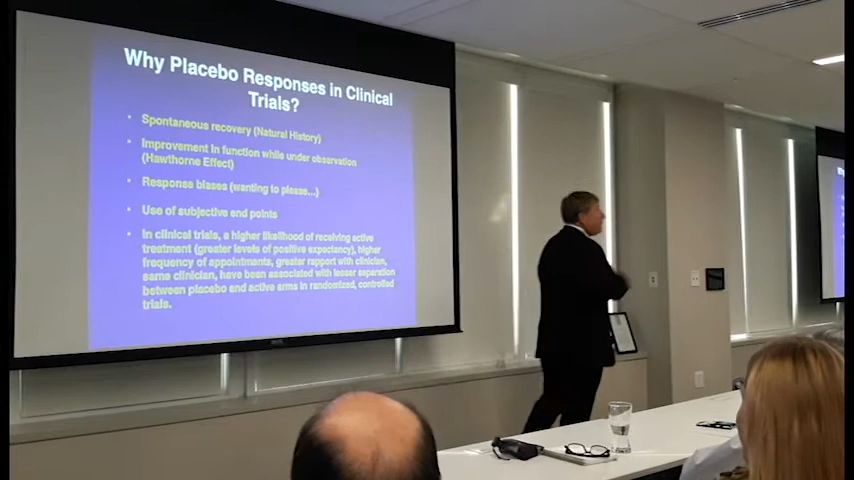 Why Placebo Responses in Clinical
Trials?
• Spontaneous recovery (Natural History)
• Improvement in function while under observation
(Hawthorne Effect)
• Response biases (wanting to please...)
• Use of subjective end points
• In clinical trials, a higher likelihood of receiving active
treatment (greater levels of positive expectancy), higher
frequency of appointments, greater rapport with clinician,
same clinician, have been associated with lesser separation
between placebo and active arms in randomized, controlled
trials.